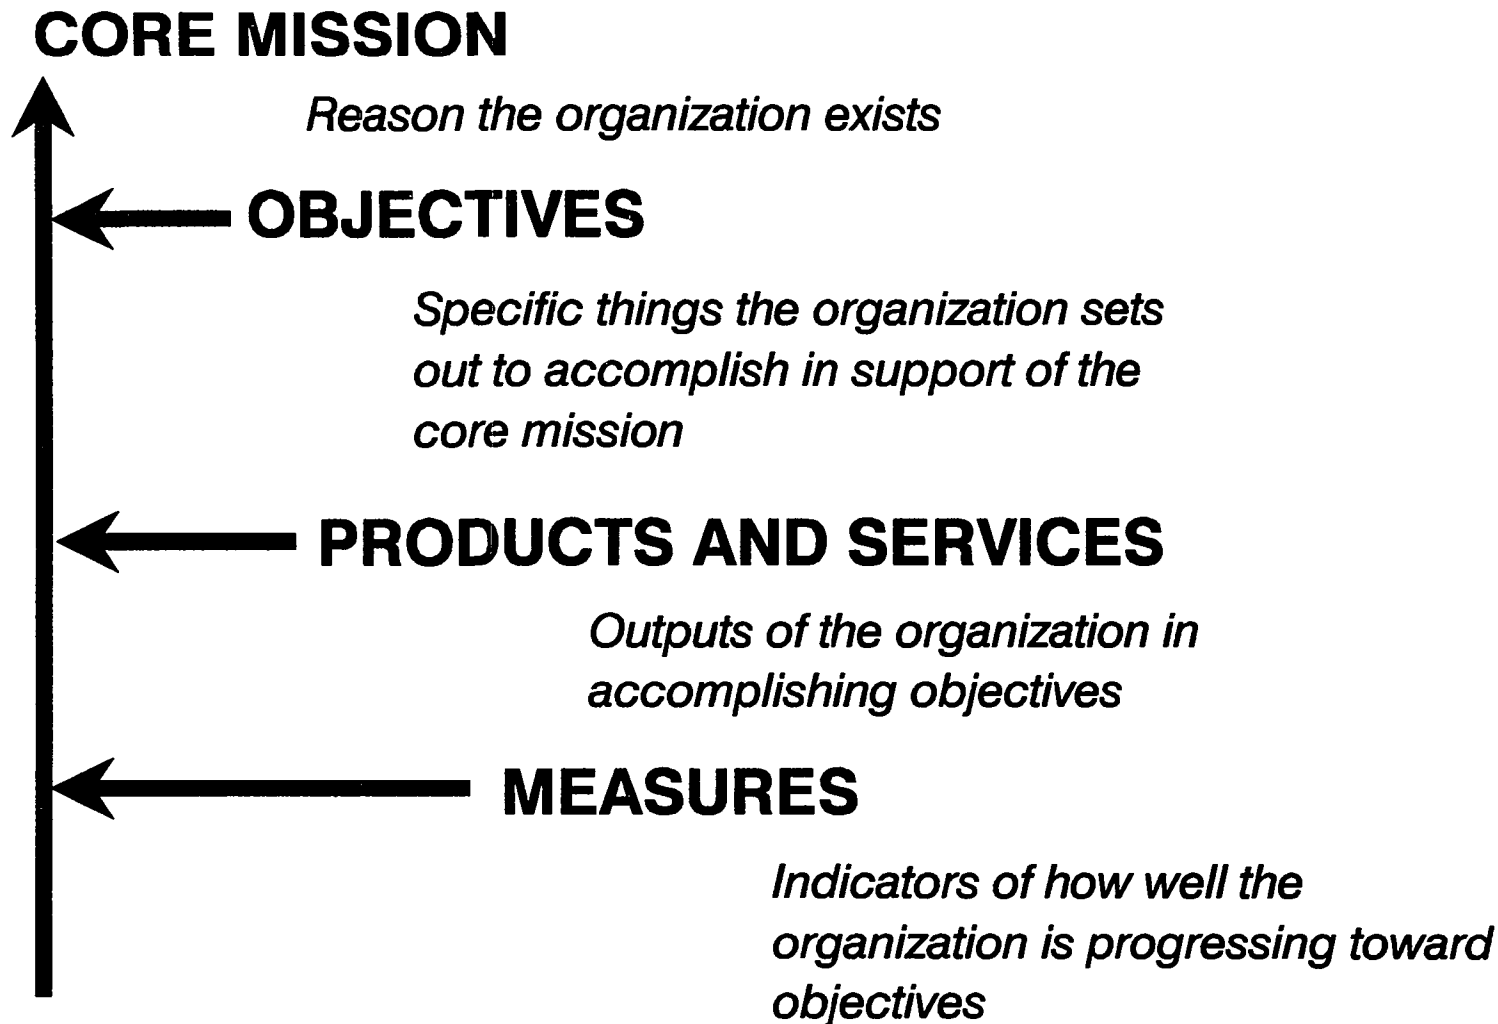 CORE MISSION
Reason the organization exists
OBJECTIVES
Specific things the organization sets
out to accomplish in support of the
core mission
PRODUCTS AND SERVICES
Outputs of the organization in
accomplishing objectives
MEASURES
Indicators of how well the
organization is progressing toward
objectives